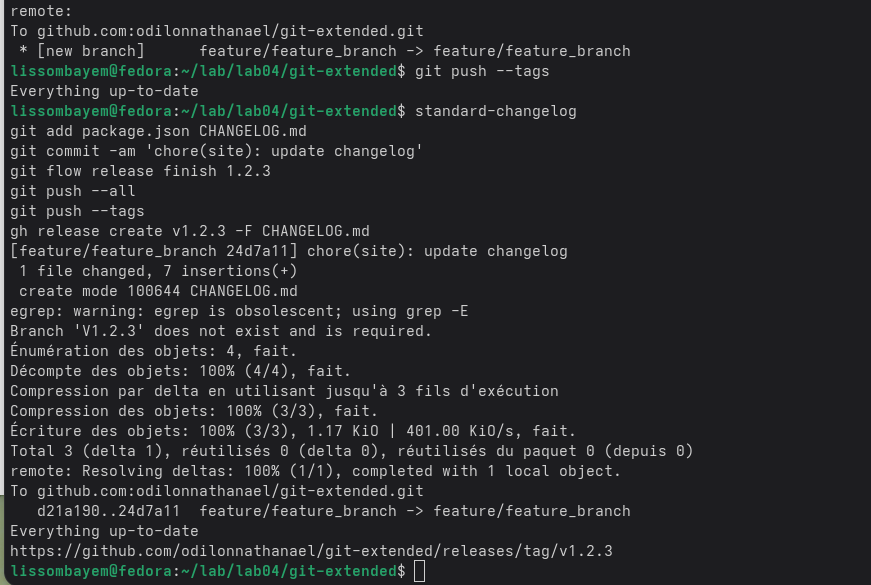 remote:
To github.com:odilonnathanael/git-extended.git
 * [new branch]      feature/feature_branch -> feature/feature_branch
lissombayem@fedora:~/lab/lab04/git-extended$ git push --tags
Everything up-to-date
lissombayem@fedora:~/lab/lab04/git-extended$ standard-changelog
git add package.json CHANGELOG.md
git commit -am 'chore(site): update changelog'
git flow release finish 1.2.3
git push --all
git push --tags
gh release create v1.2.3 -F CHANGELOG.md
[feature/feature_branch 24d7a11] chore(site): update changelog
 1 file changed, 7 insertions(+)
 create mode 100644 CHANGELOG.md
egrep: warning: egrep is obsolescent; using grep -E
Branch 'V1.2.3' does not exist and is required.
Énumération des objets: 4, fait.
Décompte des objets: 100% (4/4), fait.
Compression par delta en utilisant jusqu'à 3 fils d'exécution
Compression des objets: 100% (3/3), fait.
Écriture des objets: 100% (3/3), 1.17 KiO | 401.00 KiO/s, fait.
Total 3 (delta 1), réutilisés 0 (delta 0), réutilisés du paquet 0 (depuis 0)
remote: Resolving deltas: 100% (1/1), completed with 1 local object.
To github.com:odilonnathanael/git-extended.git
   d21a190..24d7a11  feature/feature_branch -> feature/feature_branch
Everything up-to-date
https://github.com/odilonnathanael/git-extended/releases/tag/v1.2.3
lissombayem@fedora:~/lab/lab04/git-extended$